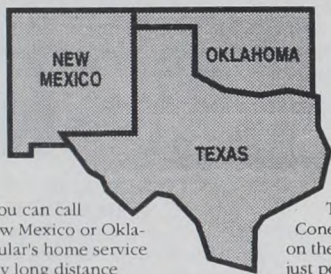 NEW
MEXICO
OKLAHOMA
TEXAS
ou can call
w Mexico or Okla-
ular's home service
y long distance
Cone
on the
just p